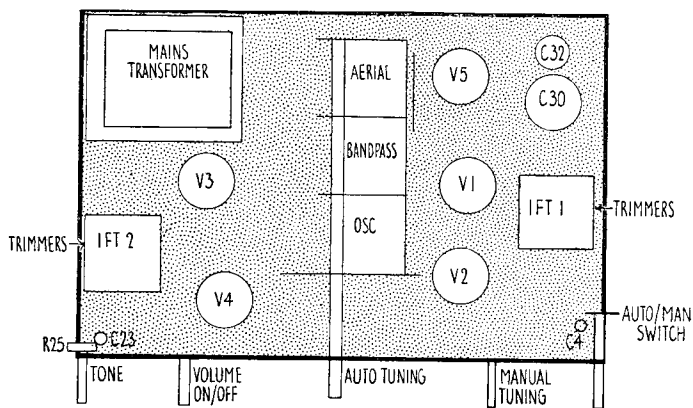 MAINS
TRANSFORMER
AERIAL
V5
C32
C30
BANDPASS
V3
V1
IFT 1
TRIMMERS
OSC
TRIMMERS
IFT 2
V2
V4
AUTO/MAN
SWITCH
C4
R25
C23
TONE
VOLUME
ON/OFF
AUTO TUNING
MANUAL
TUNING